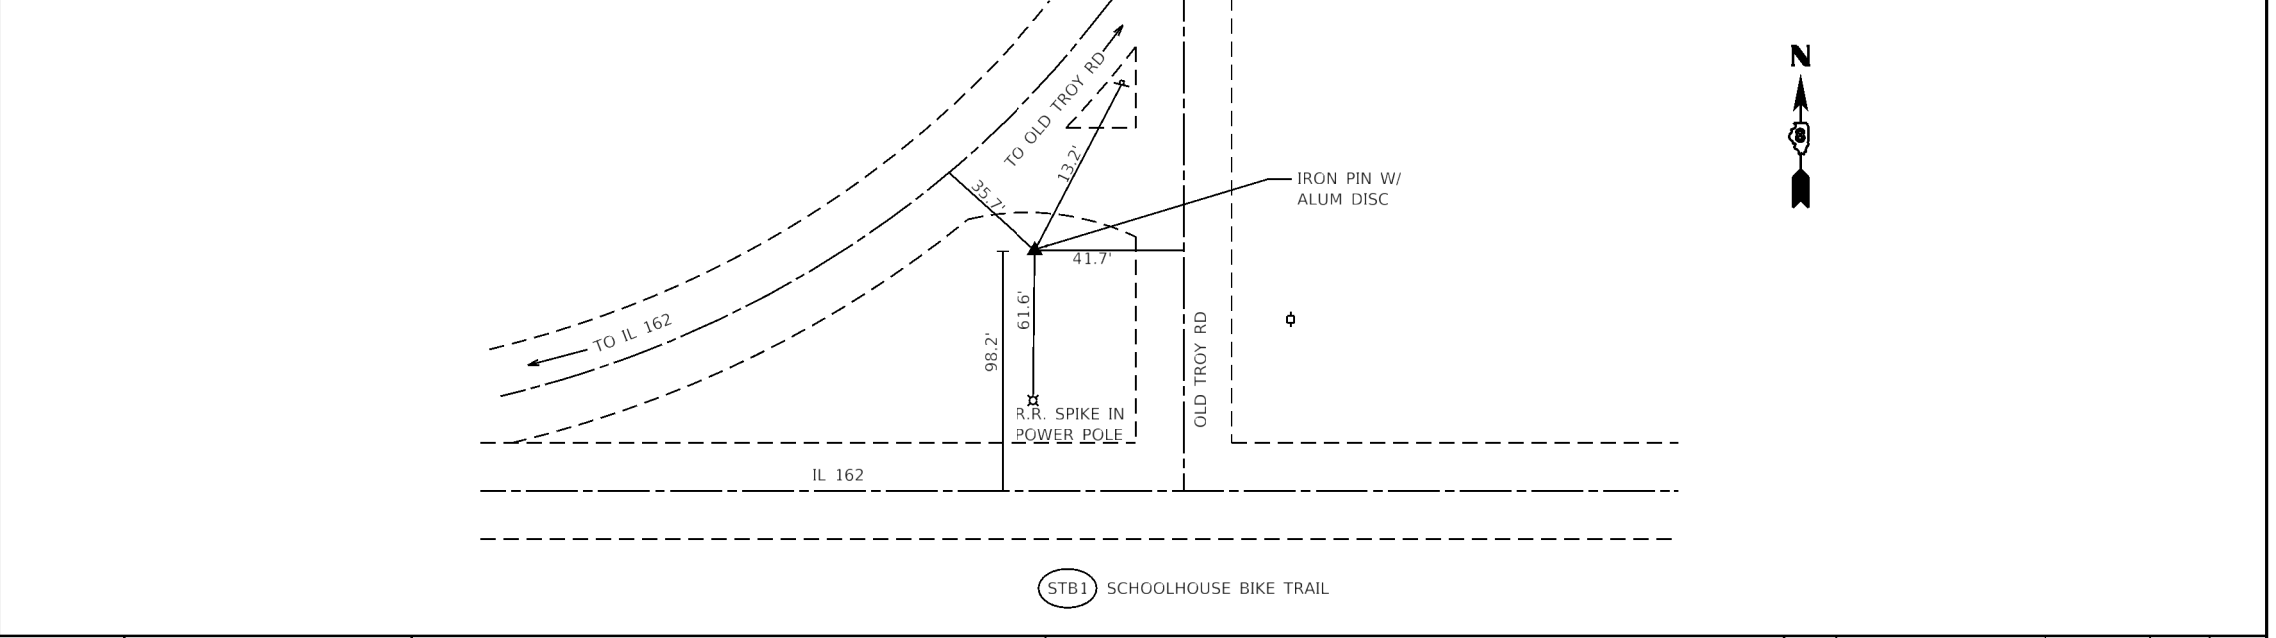 N
8
TO OLD TROY RD
13.2'
35.7'
IRON PIN W/
ALUM DISC
41.7'
TO IL 162
61.6'
98.2'
OLD TROY RD
R.R. SPIKE IN
POWER POLE
IL 162
STB1 SCHOOLHOUSE BIKE TRAIL